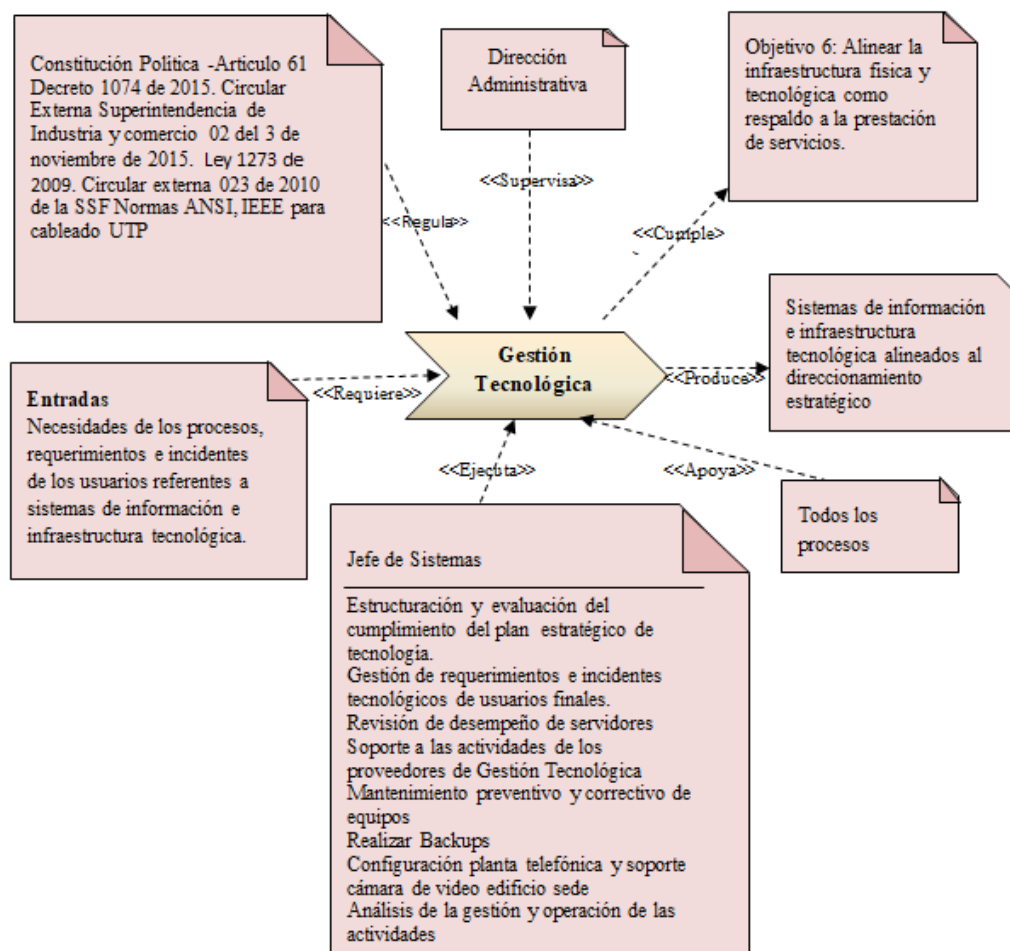 Constitución Política -Articulo 61
Decreto 1074 de 2015. Circular
Externa Superintendencia de
Industria y comercio 02 del 3 de
noviembre de 2015. Ley 1273 de
2009. Circular externa 023 de 2010
de la SSF Normas ANSI, IEEE para
cableado UTP
Dirección
Administrativa
Objetivo 6: Alinear la
infraestructura fisica y
tecnológica como
respaldo a la prestación
de servicios.
<<Supervisa>>
<<Regula>>
<<Cumple>
Sistemas de información
e infraestructura
tecnológica alineados al
direccionamiento
estratégico
Gestión
Tecnológica
<<Produce>>
<<Requiere>>
Entradas
Necesidades de los procesos,
requerimientos e incidentes
de los usuarios referentes a
sistemas de información e
infraestructura tecnológica.
<<Ejecuta>>
<<Apoya>>
Todos los
procesos
Jefe de Sistemas
Estructuración y evaluación del
cumplimiento del plan estratégico de
tecnología.
Gestión de requerimientos e incidentes
tecnológicos de usuarios finales.
Revisión de desempeño de servidores
Soporte a las actividades de los
proveedores de Gestión Tecnológica
Mantenimiento preventivo y correctivo de
equipos
Realizar Backups
Configuración planta telefónica y soporte
cámara de video edificio sede
Análisis de la gestión y operación de las
actividades